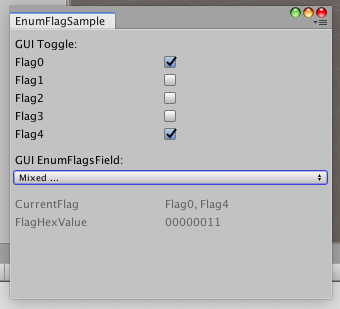 EnumFlagSample
GUI Toggle:
Flag0
Flag1
Flag2
Flag3
Flag4
GUI EnumFlagsField:
Mixed ...
CurrentFlag Flag0, Flag4
FlagHexValue 00000011